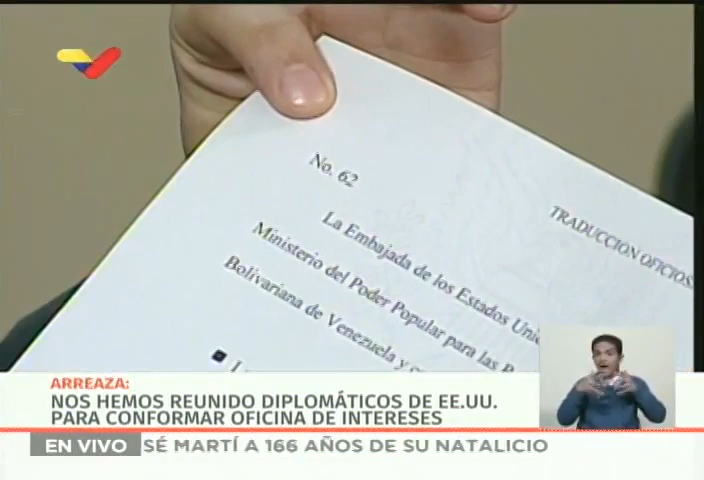 No. 62
TRADUCCION OFICIOS
La Embajada de los Estados
Ministerio del Poder Popular para las
Bolivariana de Venezuela y
ARREAZA:
NOS HEMOS REUNIDO DIPLOMÁTICOS DE EE.UU.
PARA CONFORMAR OFICINA DE INTERESES
EN VIVO SÉ MARTÍ A 166 AÑOS DE SU NATALICIO